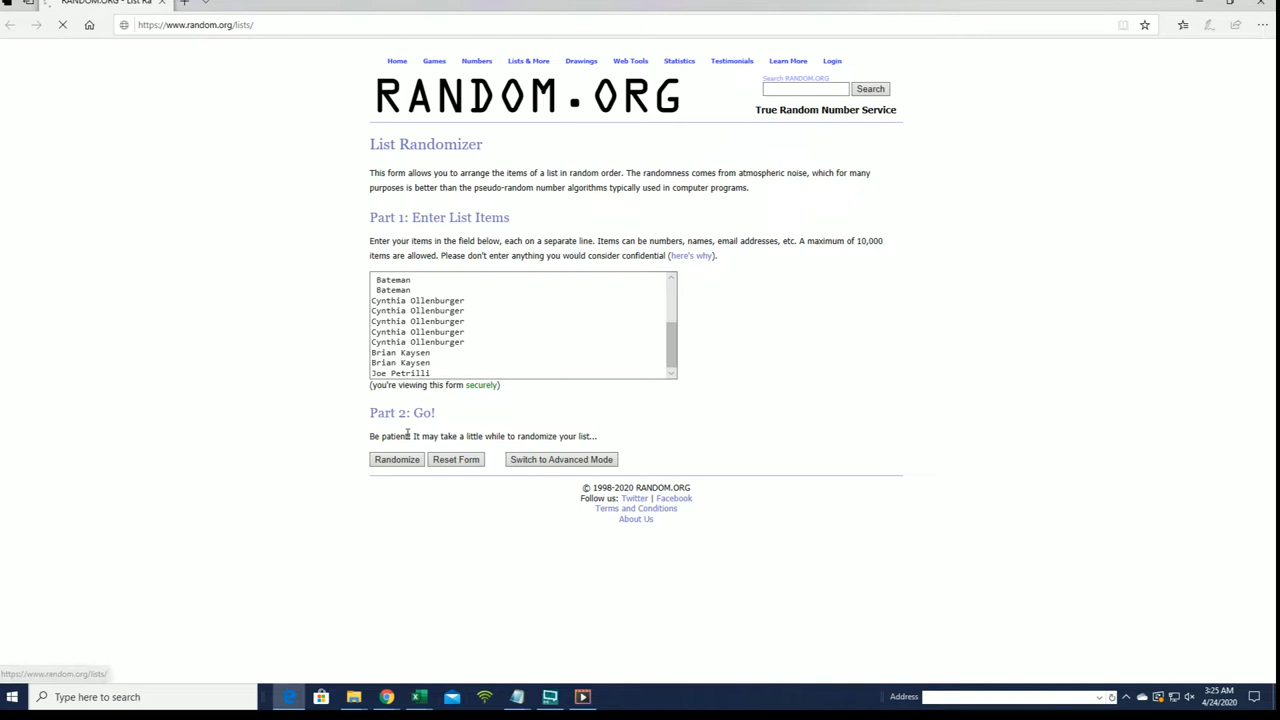 RANDOM.ORG - List Ra
https://www.random.org/lists/
Home Games Numbers Lists & More Drawings Web Tools Statistics Testimonials Learn More Login
Search RANDOM.ORG
RANDOM.ORG
Search
True Random Number Service
List Randomizer
This form allows you to arrange the items of a list in random order. The randomness comes from atmospheric noise, which for many
purposes is better than the pseudo-random number algorithms typically used in computer programs.
Part 1: Enter List Items
Enter your items in the field below, each on a separate line. Items can be numbers, names, email addresses, etc. A maximum of 10,000
items are allowed. Please don't enter anything you would consider confidential (here's why).
Bateman
Bateman
Cynthia Ollenburger
Cynthia Ollenburger
Cynthia Ollenburger
Cynthia Ollenburger
Cynthia Ollenburger
Brian Kaysen
Brian Kaysen
Joe Petrilli
(you're viewing this form securely)
Part 2: Go!
Be patient! It may take a little while to randomize your list...
Randomize Reset Form Switch to Advanced Mode
© 1998-2020 RANDOM.ORG
Follow us: Twitter | Facebook
Terms and Conditions
About Us
https://www.random.org/lists/
Type here to search
Address
3:25 AM
4/24/2020